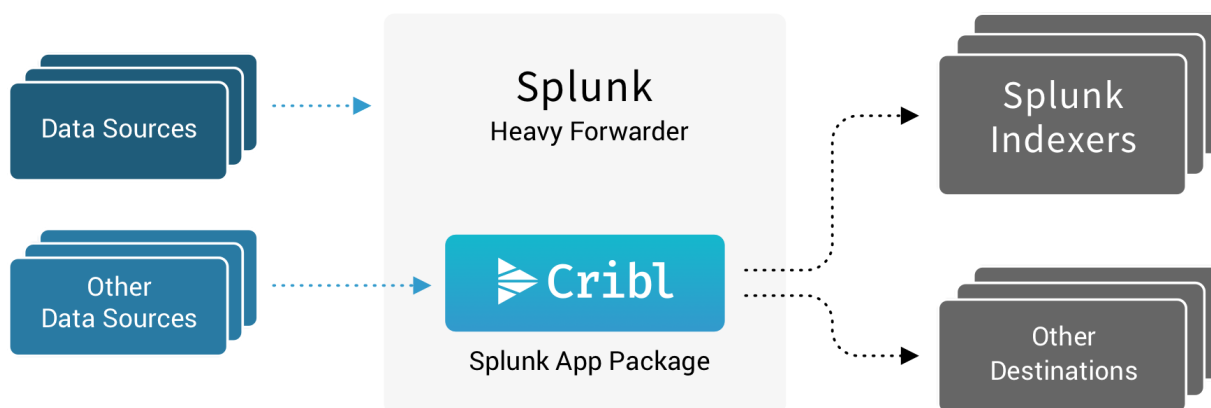 Data Sources
Other
Data Sources
Splunk
Heavy Forwarder
Cribl
Splunk App Package
Splunk
Indexers
Other
Destinations